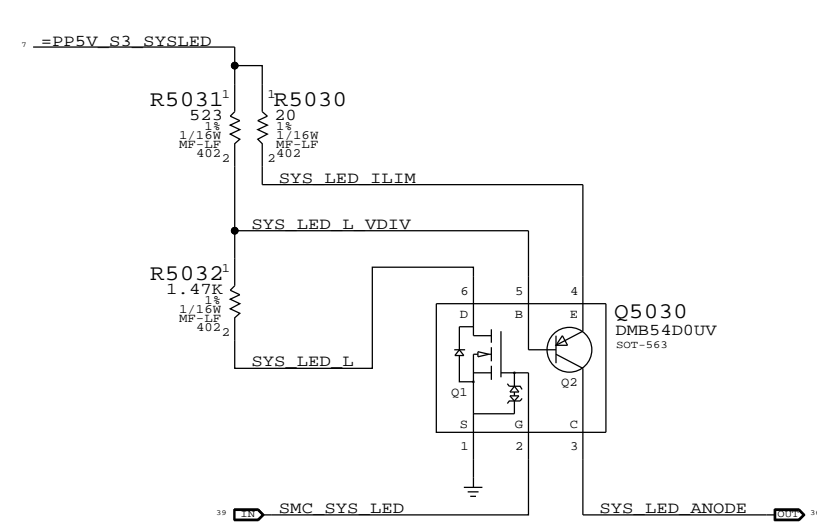 7 =PP5V_S3_SYSLED
R5031 1
523
1%
1/16W
MF-LF
402 2
1 R5030
20
1%
1/16W
MF-LF
2 402
SYS_LED_ILIM
SYS_LED_L_VDIV
R5032 1
1.47K
1%
1/16W
MF-LF
402 2
SYS_LED_L
6 5 4
D B E
Q5030
DMB54D0UV
SOT-563
Q1 Q2
S G C
1 2 3
39 IN SMC_SYS_LED
SYS_LED_ANODE OUT